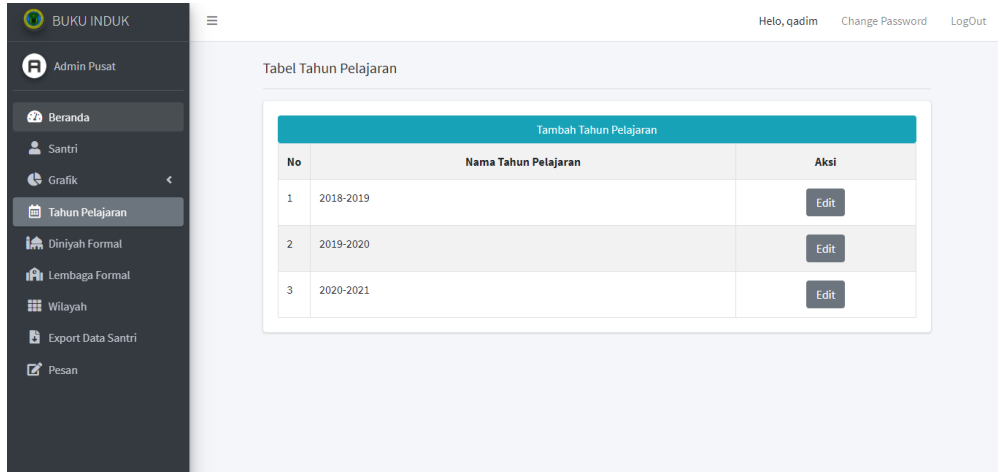 BUKU INDUK
Helo, qadim Change Password LogOut
Admin Pusat
Beranda
Santri
Grafik
Tahun Pelajaran
Diniyah Formal
Lembaga Formal
Wilayah
Export Data Santri
Pesan
Tabel Tahun Pelajaran
Tambah Tahun Pelajaran
No Nama Tahun Pelajaran Aksi
1 2018-2019 Edit
2 2019-2020 Edit
3 2020-2021 Edit